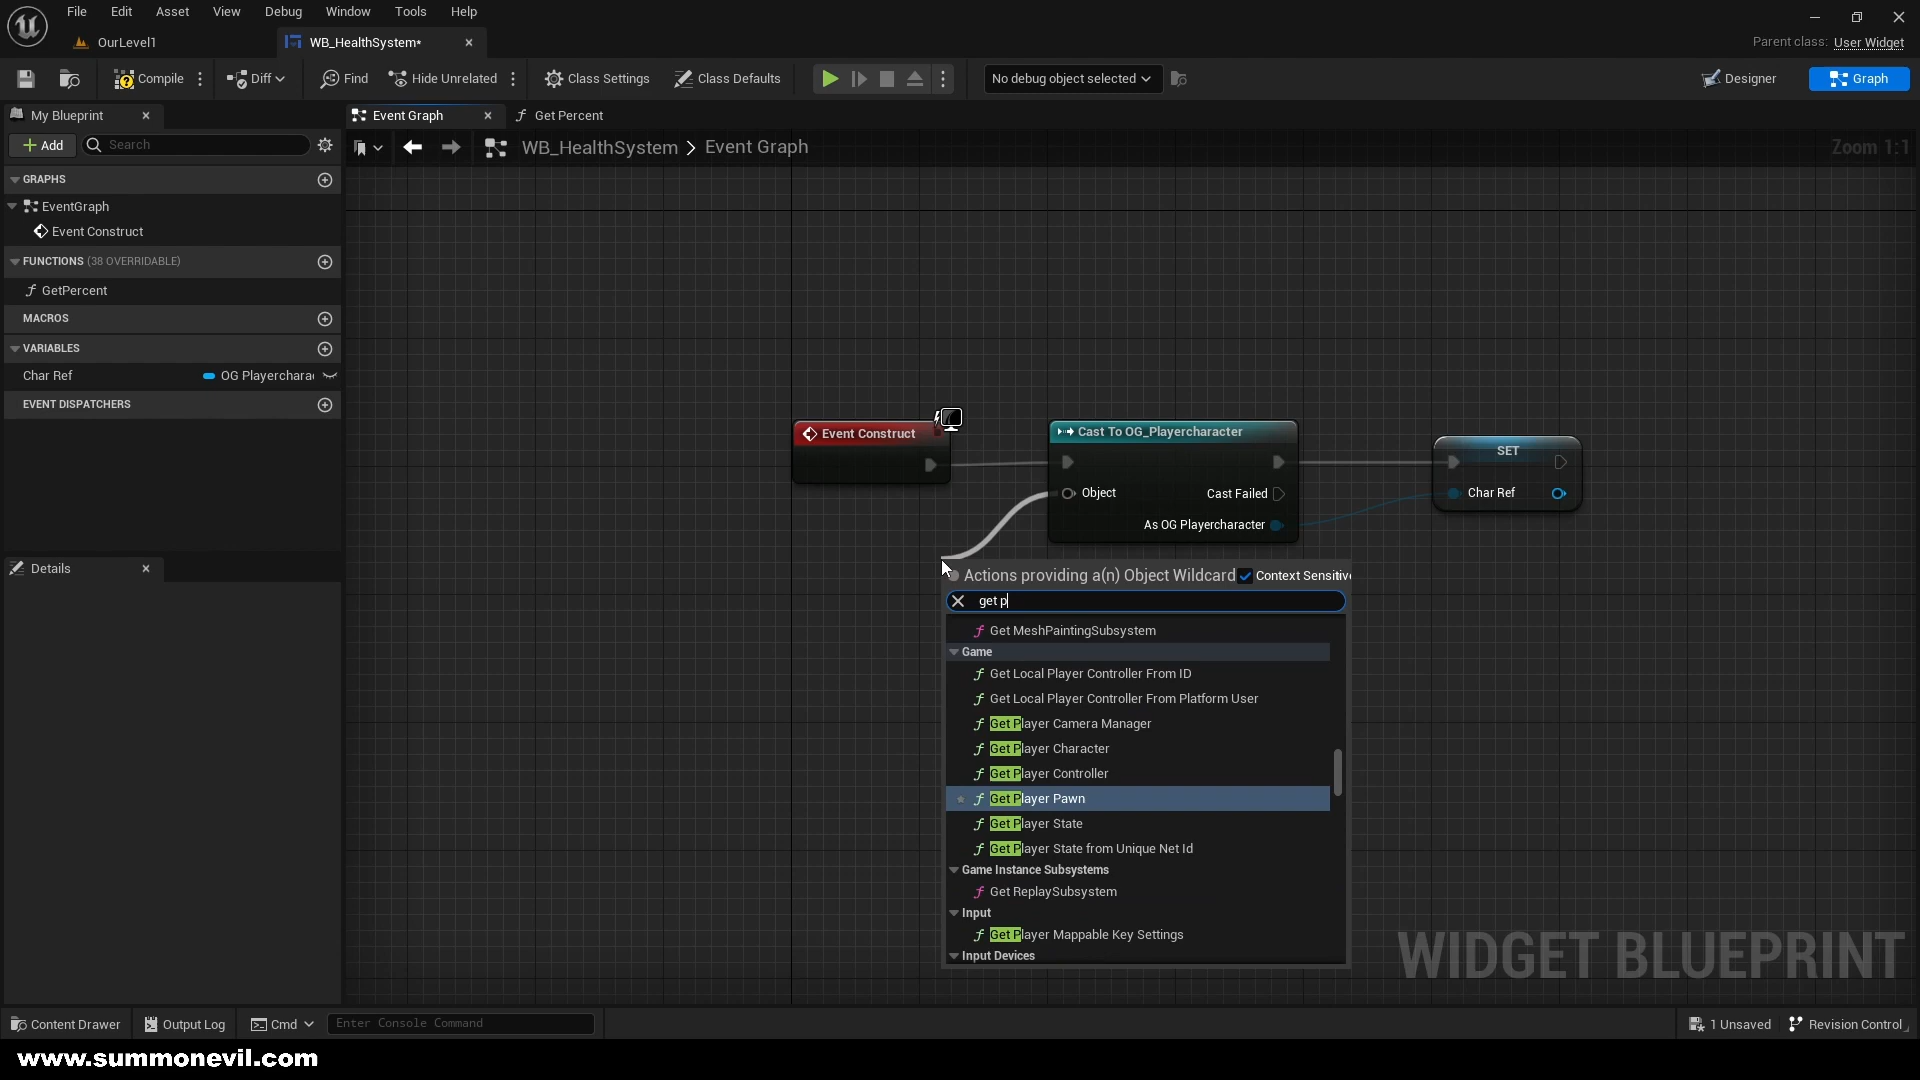 File Edit Asset View Debug Window Tools Help
OurLevel1 WB_HealthSystem* Parent class: User Widget
Compile Diff Find Hide Unrelated Class Settings Class Defaults No debug object selected Designer Graph
My Blueprint Event Graph Get Percent
Add Search WB_HealthSystem > Event Graph Zoom 1:1
GRAPHS
EventGraph
Event Construct
FUNCTIONS (38 OVERRIDABLE)
GetPercent
MACROS
VARIABLES
Char Ref OG Playerchara
EVENT DISPATCHERS
Details
Event Construct
Cast To OG_Playercharacter
Object Cast Failed
As OG Playercharacter
SET
Char Ref
Actions providing a(n) Object Wildcard Context Sensitive
get p
Get MeshPaintingSubsystem
Game
Get Local Player Controller From ID
Get Local Player Controller From Platform User
Get Player Camera Manager
Get Player Character
Get Player Controller
Get Player Pawn
Get Player State
Get Player State from Unique Net Id
Game Instance Subsystems
Get ReplaySubsystem
Input
Get Player Mappable Key Settings
Input Devices
WIDGET BLUEPRINT
Content Drawer Output Log Cmd Enter Console Command 1 Unsaved Revision Control
www.summonevil.com